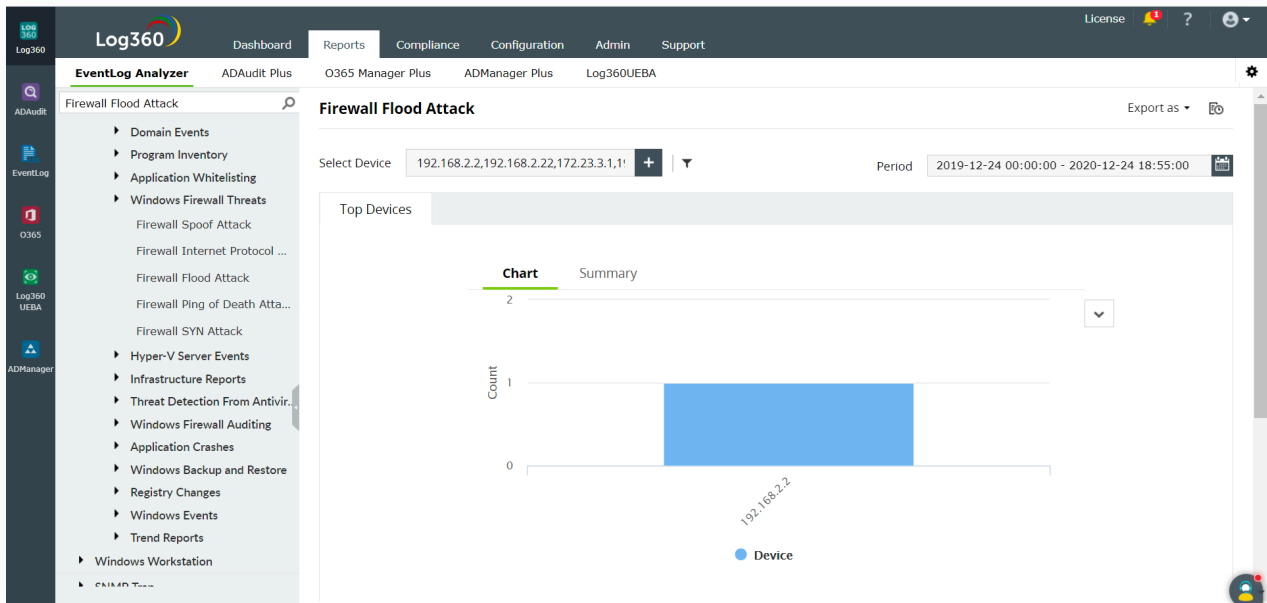 LOG
360
Log360
ADAudit
EventLog
O365
Log360
UEBA
ADManager
Log360
License
1
?
Dashboard
Reports
Compliance
Configuration
Admin
Support
EventLog Analyzer
ADAudit Plus
O365 Manager Plus
ADManager Plus
Log360UEBA
Firewall Flood Attack
Domain Events
Program Inventory
Application Whitelisting
Windows Firewall Threats
Firewall Spoof Attack
Firewall Internet Protocol ...
Firewall Flood Attack
Firewall Ping of Death Atta...
Firewall SYN Attack
Hyper-V Server Events
Infrastructure Reports
Threat Detection From Antivir..
Windows Firewall Auditing
Application Crashes
Windows Backup and Restore
Registry Changes
Windows Events
Trend Reports
Windows Workstation
SNMP Trap
Firewall Flood Attack
Export as
Select Device
192.168.2.2,192.168.2.22,172.23.3.1,1
+
Period
2019-12-24 00:00:00 - 2020-12-24 18:55:00
Top Devices
Chart
Summary
2
1
0
Count
192.168.2.2
Device